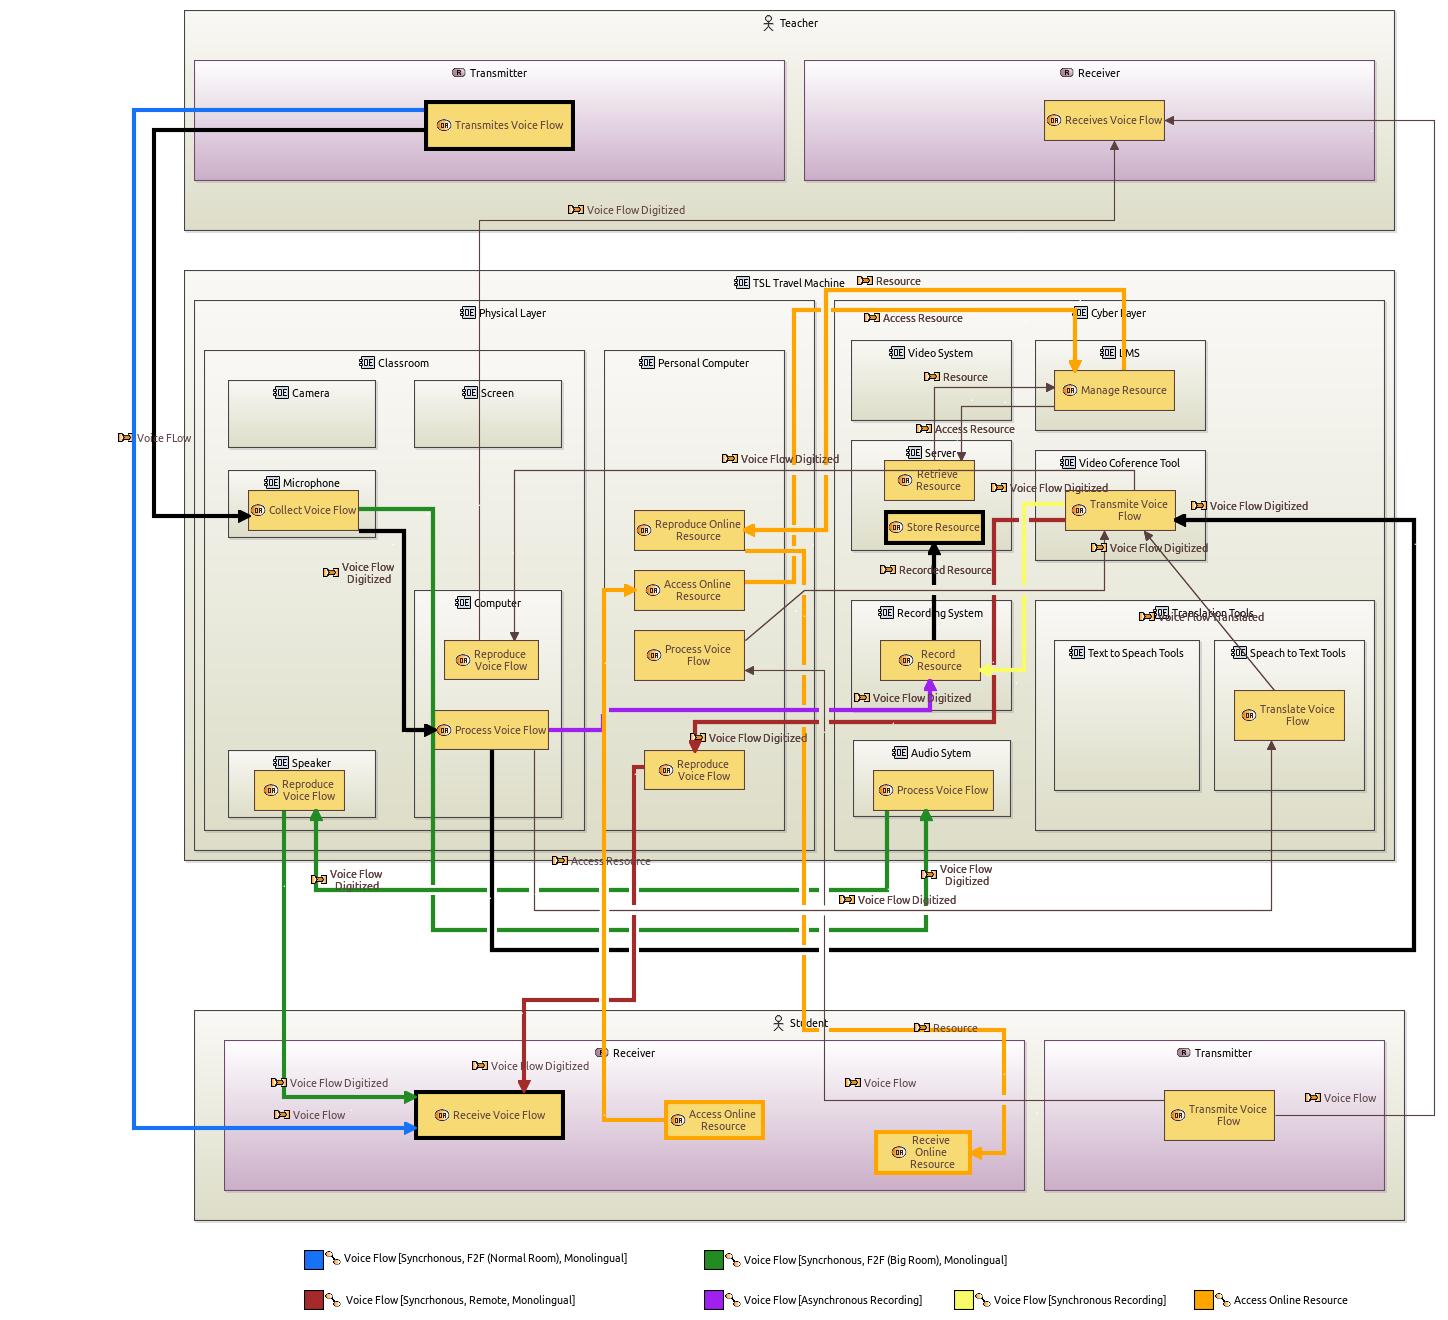 Teacher
Transmitter
Receiver
Transmites Voice Flow
Receives Voice Flow
Voice Flow Digitized
TSL Travel Machine
Resource
Physical Layer
Access Resource
Cyber Layer
Classroom
Personal Computer
Video System
LMS
Camera
Screen
Resource
Manage Resource
Access Resource
Voice FLow
Voice Flow Digitized
Server
Video Coference Tool
Microphone
Retrieve
Resource
Voice Flow Digitized
Collect Voice Flow
Transmite Voice
Flow
Voice Flow Digitized
Reproduce Online
Resource
Store Resource
Voice Flow Digitized
Voice Flow
Digitized
Recorded Resource
Access Online
Resource
Computer
Recording System
Translation Tools
Voice Flow Translated
Reproduce
Voice Flow
Process Voice
Flow
Record
Resource
Text to Speach Tools
Speach to Text Tools
Voice Flow Digitized
Translate Voice
Flow
Process Voice Flow
Voice Flow Digitized
Speaker
Reproduce
Voice Flow
Reproduce
Voice Flow
Audio Sytem
Process Voice Flow
Access Resource
Voice Flow
Digitized
Voice Flow
Digitized
Voice Flow Digitized
Student
Resource
Receiver
Transmitter
Voice Flow Digitized
Voice Flow Digitized
Voice Flow
Voice Flow
Voice Flow
Receive Voice Flow
Access Online
Resource
Transmite Voice
Flow
Receive
Online
Resource
Voice Flow [Syncrhonous, F2F (Normal Room), Monolingual]
Voice Flow [Syncrhonous, F2F (Big Room), Monolingual]
Voice Flow [Syncrhonous, Remote, Monolingual]
Voice Flow [Asynchronous Recording]
Voice Flow [Synchronous Recording]
Access Online Resource